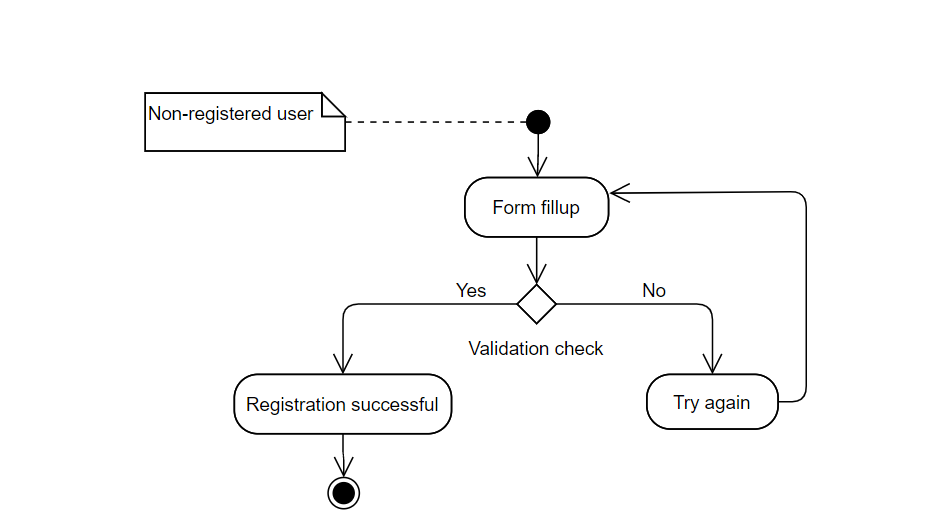 Non-registered user
Form fillup
Yes
No
Validation check
Registration successful
Try again